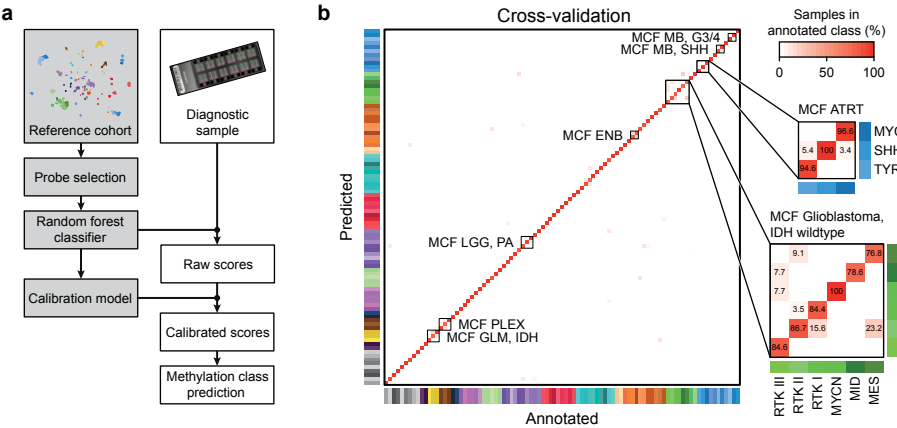 a
Reference cohort
Diagnostic
sample
Probe selection
Random forest
classifier
Raw scores
Calibration model
Calibrated scores
Methylation class
prediction
b
Cross-validation
Predicted
Annotated
MCF MB, G3/4
MCF MB, SHH
MCF ENB
MCF LGG, PA
MCF PLEX
MCF GLM, IDH
Samples in
annotated class (%)
0 50 100
MCF ATRT
96.6
5.4 100 3.4
94.6
MYC
SHH
TYR
MCF Glioblastoma,
IDH wildtype
9.1 76.8
7.7 78.6
7.7 100
3.5 84.4
86.7 15.6 23.2
84.6
RTK III
RTK II
RTK I
MYCN
MID
MES